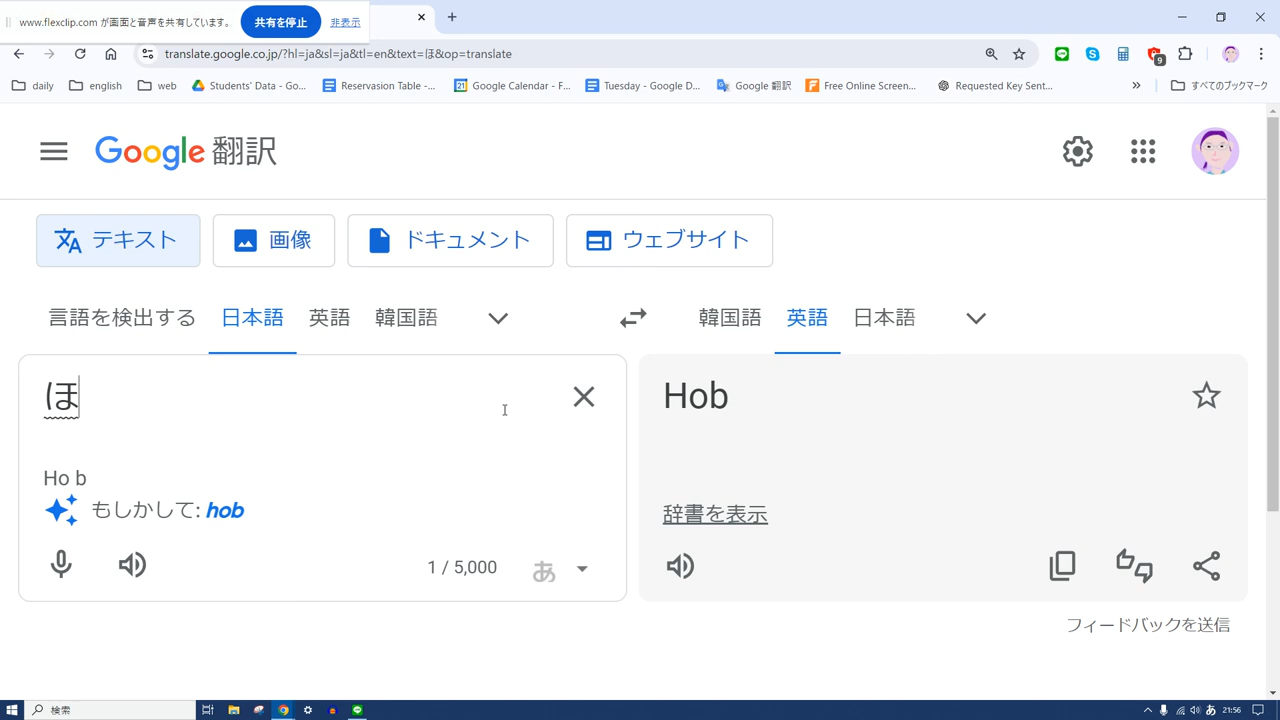 www.flexclip.com が画面と音声を共有しています。 共有を停止 非表示
translate.google.co.jp/?hl=ja&sl=ja&tl=en&text=ほ&op=translate
9
daily english web Students' Data - Go... Reservasion Table -... Google Calendar - F... Tuesday - Google D... Google 翻訳 Free Online Screen... Requested Key Sent... » すべてのブックマーク
Google 翻訳
テキスト 画像 ドキュメント ウェブサイト
言語を検出する 日本語 英語 韓国語 韓国語 英語 日本語
ほ
Hob
Ho b
もしかして: hob
辞書を表示
1 / 5,000
あ
フィードバックを送信
検索
あ 21:56